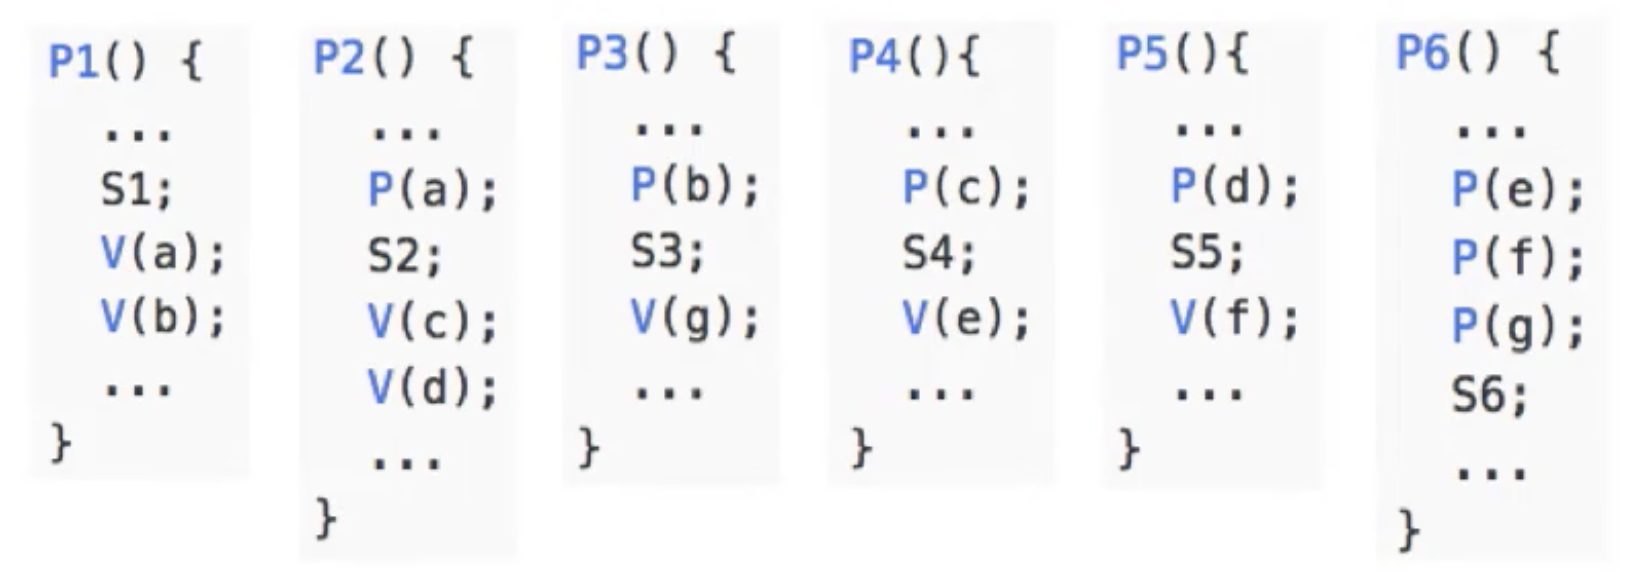 P1() {
...
S1;
V(a);
V(b);
...
}
P2() {
...
P(a);
S2;
V(c);
V(d);
...
}
P3() {
...
P(b);
S3;
V(g);
...
}
P4(){
...
P(c);
S4;
V(e);
...
}
P5(){
...
P(d);
S5;
V(f);
...
}
P6() {
...
P(e);
P(f);
P(g);
S6;
...
}